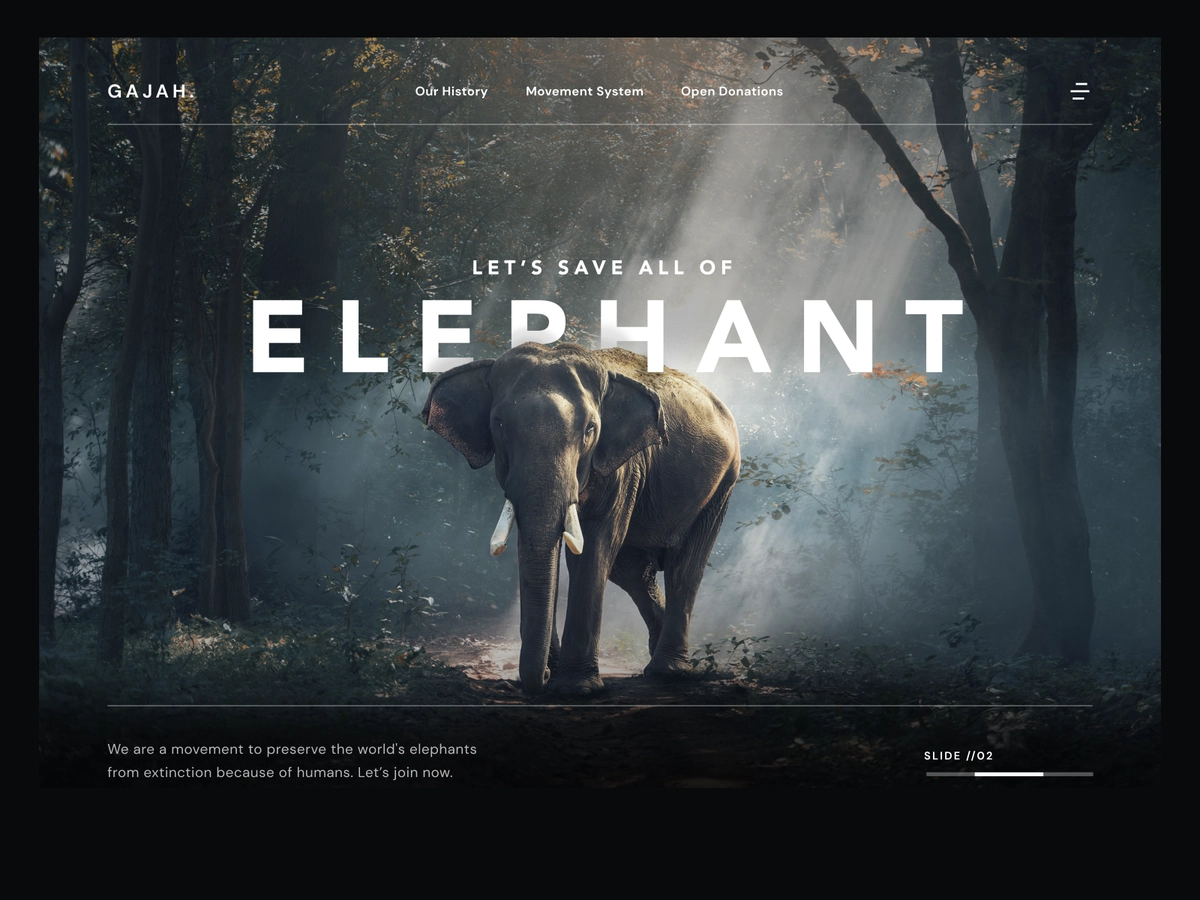 GAJAH.
Our History
Movement System
Open Donations
LET’S SAVE ALL OF
ELEPHANT
We are a movement to preserve the world's elephants
from extinction because of humans. Let’s join now.
SLIDE //02